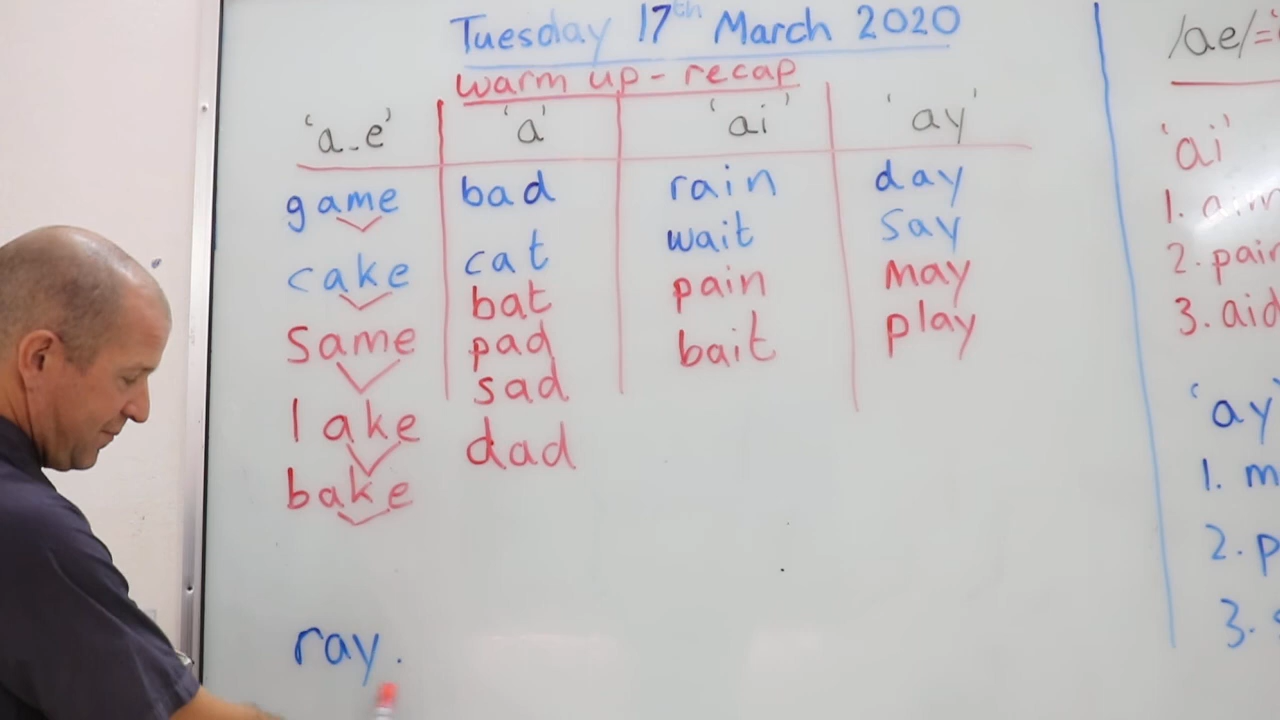 Tuesday 17th March 2020
warm up - recap
'a-e' 'a' 'ai' 'ay'
game bad rain day
cake cat wait say
same bat pain may
lake pad bait play
bake sad
dad
ray.
/ae/=
'ai'
1.
2. pair
3. aid
'ay'
1. m
2. p
3.